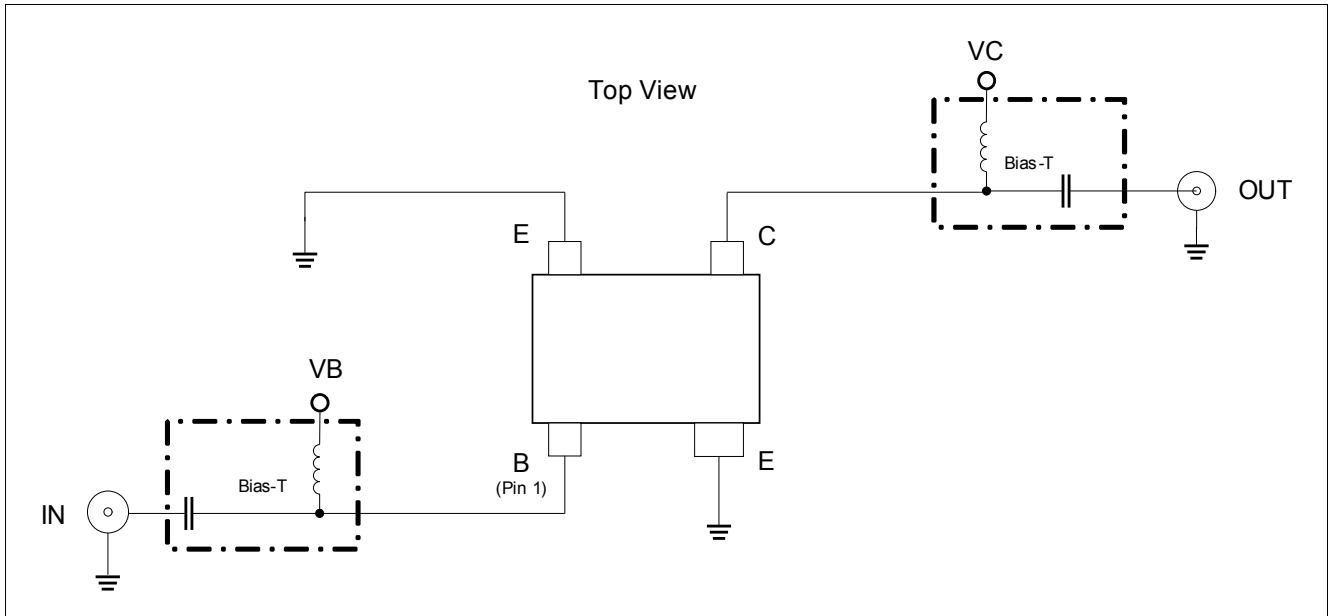 VC
Top View
Bias-T
OUT
E
C
VB
Bias-T
B
(Pin 1)
E
IN